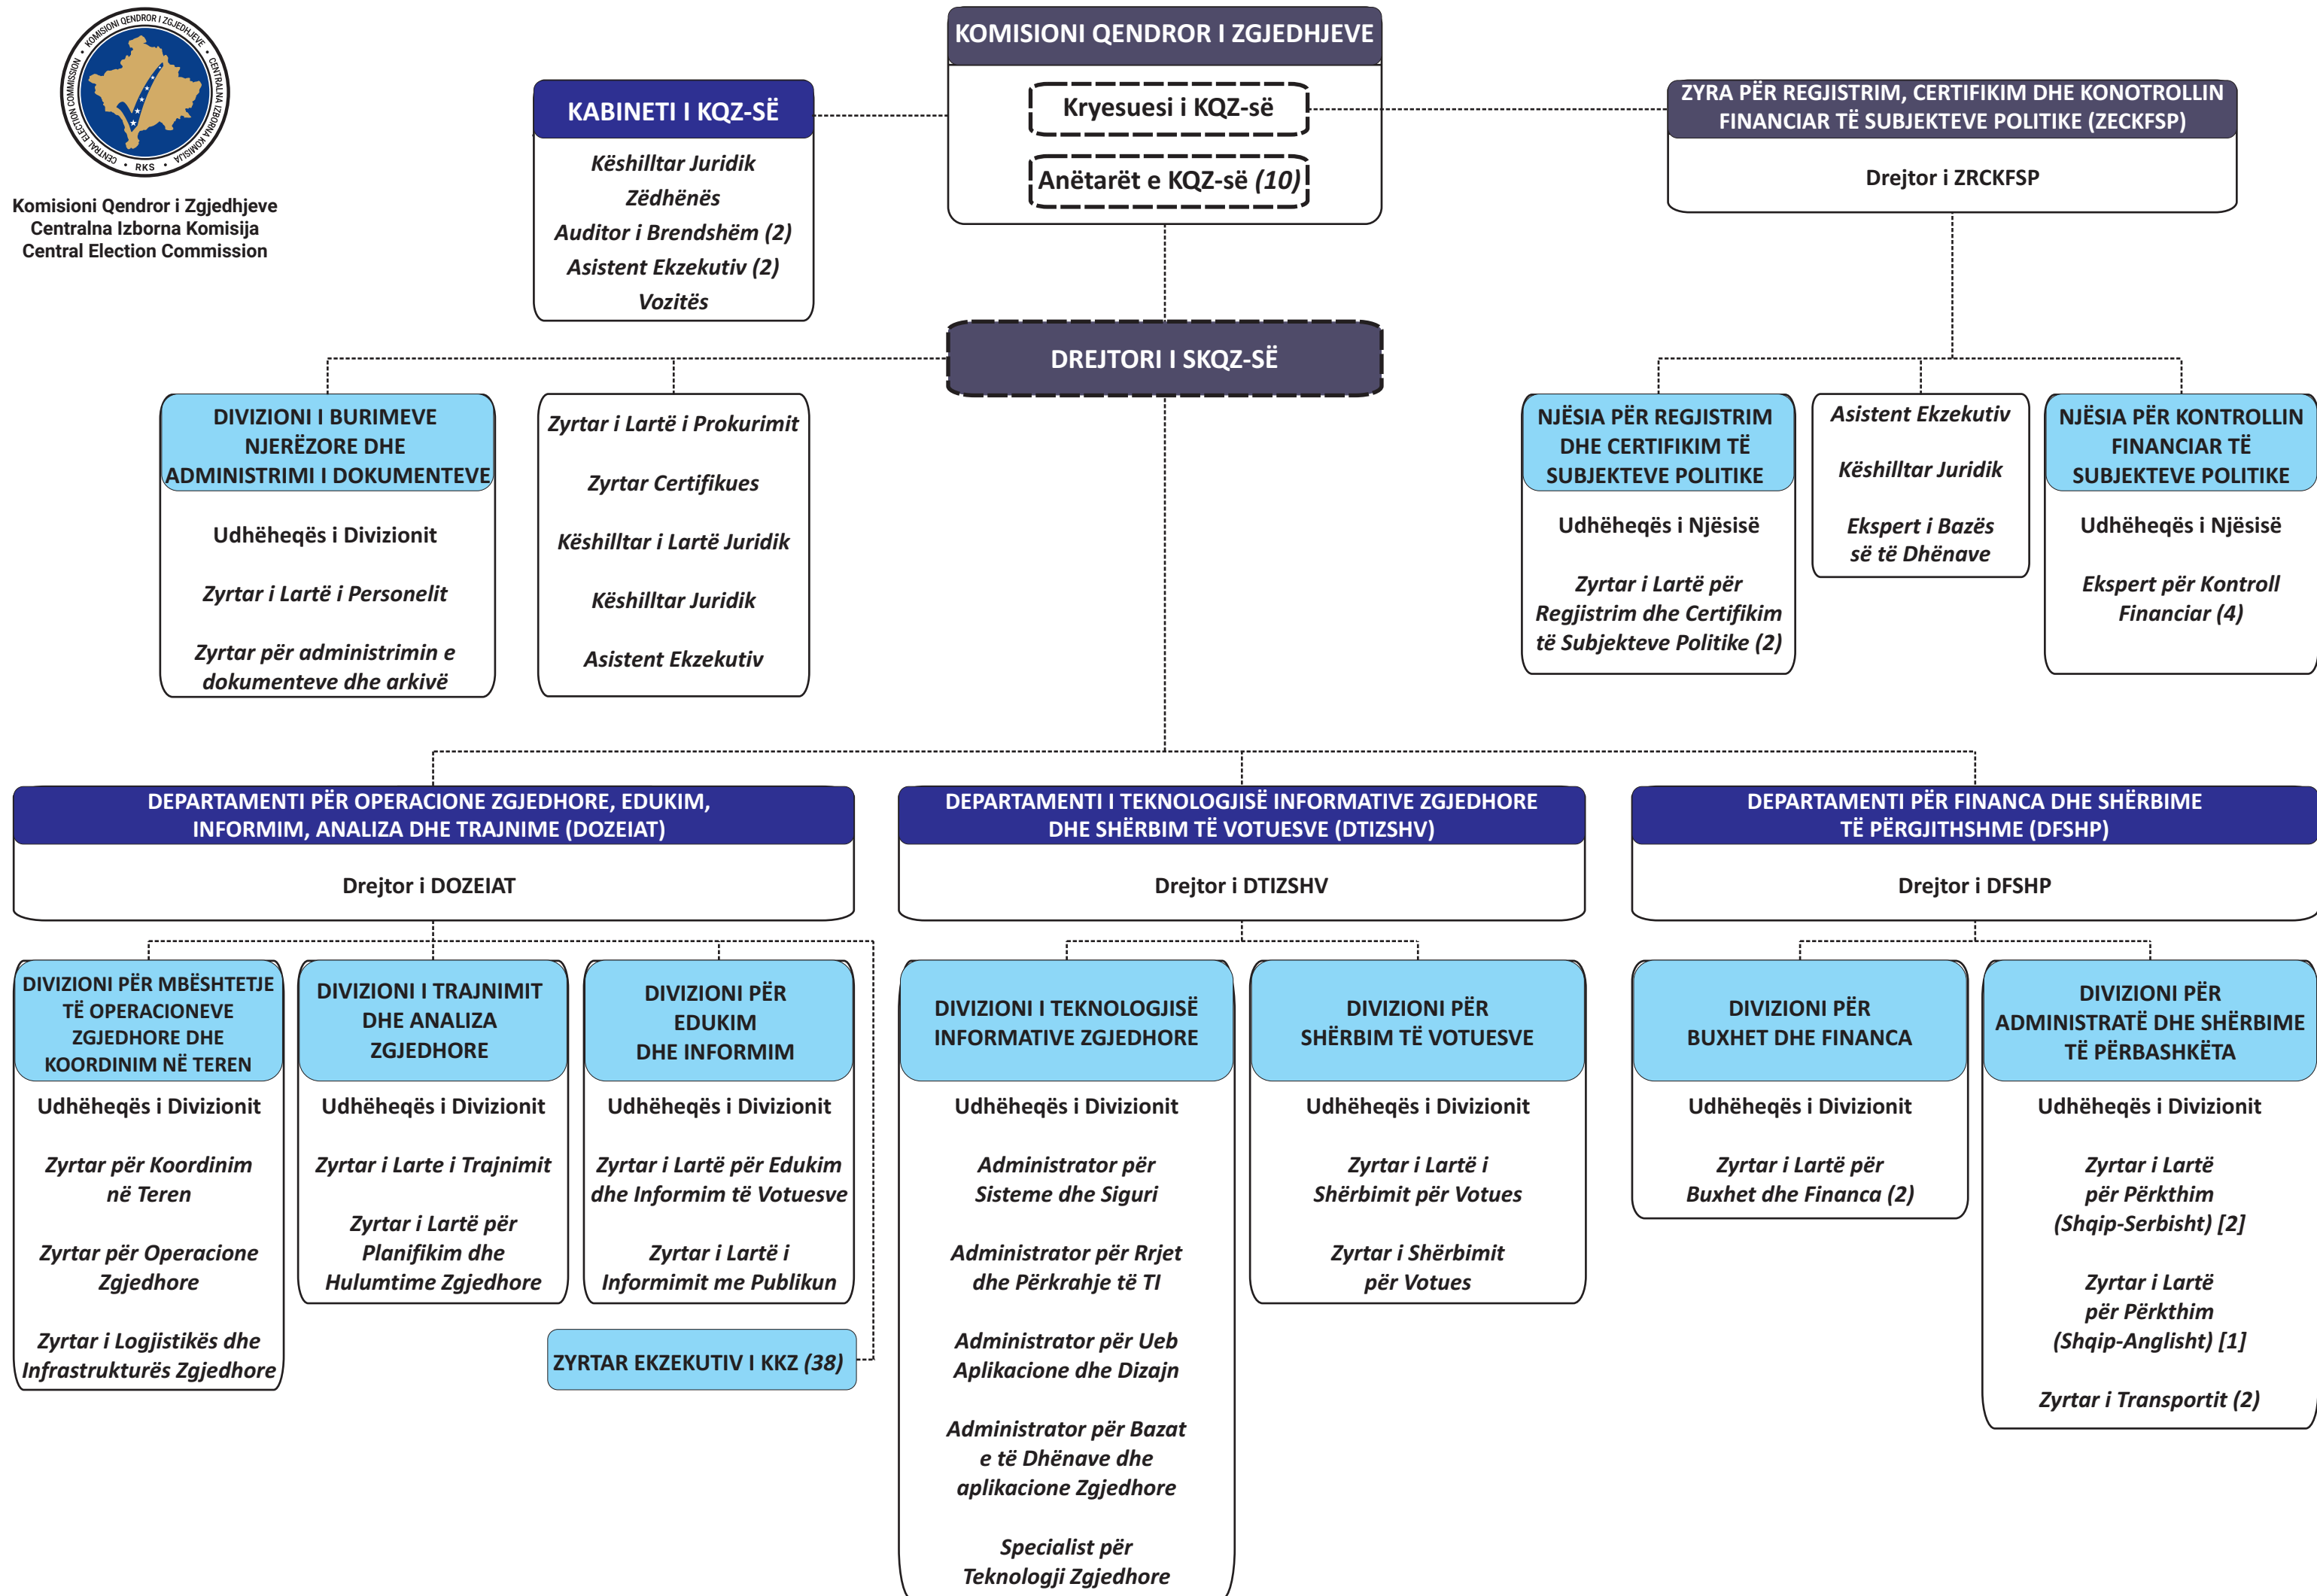 KOMISIONI QENDROR I ZGJEDHJEVE • CENTRALNA IZBORNA KOMISIJA • RKS • CENTRAL ELECTION COMMISSION •
Komisioni Qendror i Zgjedhjeve
Centralna Izborna Komisija
Central Election Commission
KABINETI I KQZ-SË
Këshilltar Juridik
Zëdhënës
Auditor i Brendshëm (2)
Asistent Ekzekutiv (2)
Vozitës
KOMISIONI QENDROR I ZGJEDHJEVE
Kryesuesi i KQZ-së
Anëtarët e KQZ-së (10)
ZYRA PËR REGJISTRIM, CERTIFIKIM DHE KONOTROLLIN
FINANCIAR TË SUBJEKTEVE POLITIKE (ZECKFSP)
Drejtor i ZRCKFSP
DREJTORI I SKQZ-SË
DIVIZIONI I BURIMEVE
NJERËZORE DHE
ADMINISTRIMI I DOKUMENTEVE
Udhëheqës i Divizionit
Zyrtar i Lartë i Personelit
Zyrtar për administrimin e
dokumenteve dhe arkivë
Zyrtar i Lartë i Prokurimit
Zyrtar Certifikues
Këshilltar i Lartë Juridik
Këshilltar Juridik
Asistent Ekzekutiv
NJËSIA PËR REGJISTRIM
DHE CERTIFIKIM TË
SUBJEKTEVE POLITIKE
Udhëheqës i Njësisë
Zyrtar i Lartë për
Regjistrim dhe Certifikim
të Subjekteve Politike (2)
Asistent Ekzekutiv
Këshilltar Juridik
Ekspert i Bazës
së të Dhënave
NJËSIA PËR KONTROLLIN
FINANCIAR TË
SUBJEKTEVE POLITIKE
Udhëheqës i Njësisë
Ekspert për Kontroll
Financiar (4)
DEPARTAMENTI PËR OPERACIONE ZGJEDHORE, EDUKIM,
INFORMIM, ANALIZA DHE TRAJNIME (DOZEIAT)
Drejtor i DOZEIAT
DEPARTAMENTI I TEKNOLOGJISË INFORMATIVE ZGJEDHORE
DHE SHËRBIM TË VOTUESVE (DTIZSHV)
Drejtor i DTIZSHV
DEPARTAMENTI PËR FINANCA DHE SHËRBIME
TË PËRGJITHSHME (DFSHP)
Drejtor i DFSHP
DIVIZIONI PËR MBËSHTETJE
TË OPERACIONEVE
ZGJEDHORE DHE
KOORDINIM NË TEREN
Udhëheqës i Divizionit
Zyrtar për Koordinim
në Teren
Zyrtar për Operacione
Zgjedhore
Zyrtar i Logjistikës dhe
Infrastrukturës Zgjedhore
DIVIZIONI I TRAJNIMIT
DHE ANALIZA
ZGJEDHORE
Udhëheqës i Divizionit
Zyrtar i Larte i Trajnimit
Zyrtar i Lartë për
Planifikim dhe
Hulumtime Zgjedhore
DIVIZIONI PËR
EDUKIM
DHE INFORMIM
Udhëheqës i Divizionit
Zyrtar i Lartë për Edukim
dhe Informim të Votuesve
Zyrtar i Lartë i
Informimit me Publikun
ZYRTAR EKZEKUTIV I KKZ (38)
DIVIZIONI I TEKNOLOGJISË
INFORMATIVE ZGJEDHORE
Udhëheqës i Divizionit
Administrator për
Sisteme dhe Siguri
Administrator për Rrjet
dhe Përkrahje të TI
Administrator për Ueb
Aplikacione dhe Dizajn
Administrator për Bazat
e të Dhënave dhe
aplikacione Zgjedhore
Specialist për
Teknologji Zgjedhore
DIVIZIONI PËR
SHËRBIM TË VOTUESVE
Udhëheqës i Divizionit
Zyrtar i Lartë i
Shërbimit për Votues
Zyrtar i Shërbimit
për Votues
DIVIZIONI PËR
BUXHET DHE FINANCA
Udhëheqës i Divizionit
Zyrtar i Lartë për
Buxhet dhe Financa (2)
DIVIZIONI PËR
ADMINISTRATË DHE SHËRBIME
TË PËRBASHKËTA
Udhëheqës i Divizionit
Zyrtar i Lartë
për Përkthim
(Shqip-Serbisht) [2]
Zyrtar i Lartë
për Përkthim
(Shqip-Anglisht) [1]
Zyrtar i Transportit (2)